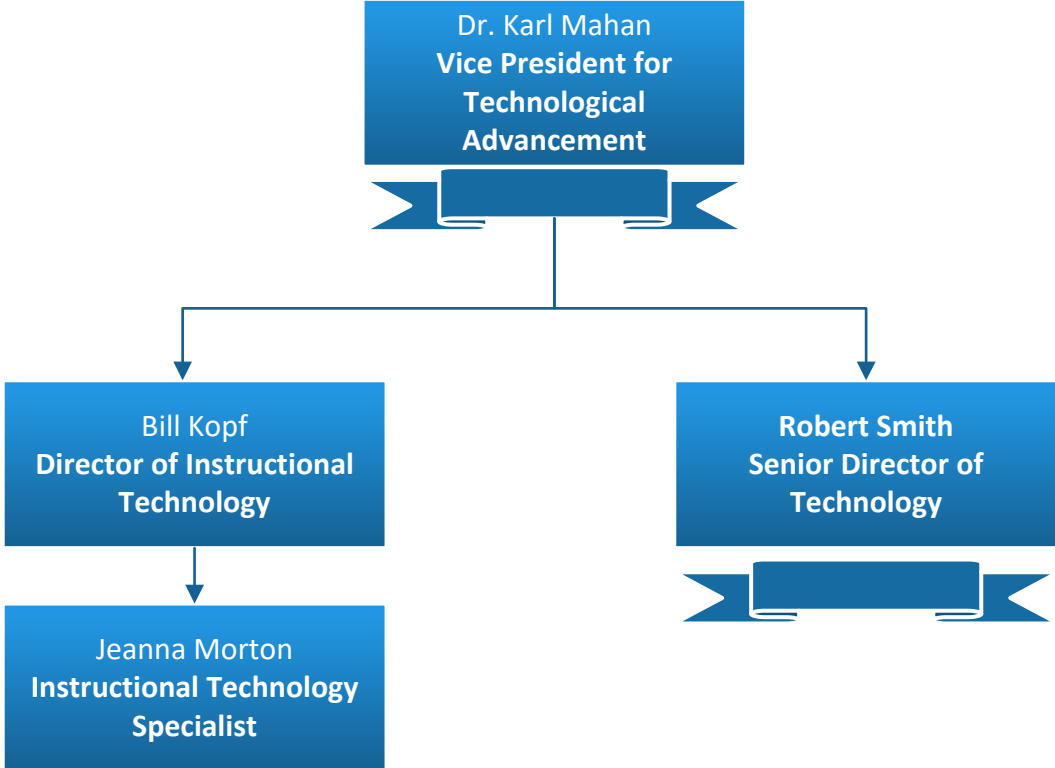 Dr. Karl Mahan
Vice President for
Technological
Advancement
Bill Kopf
Director of Instructional
Technology
Robert Smith
Senior Director of
Technology
Jeanna Morton
Instructional Technology
Specialist